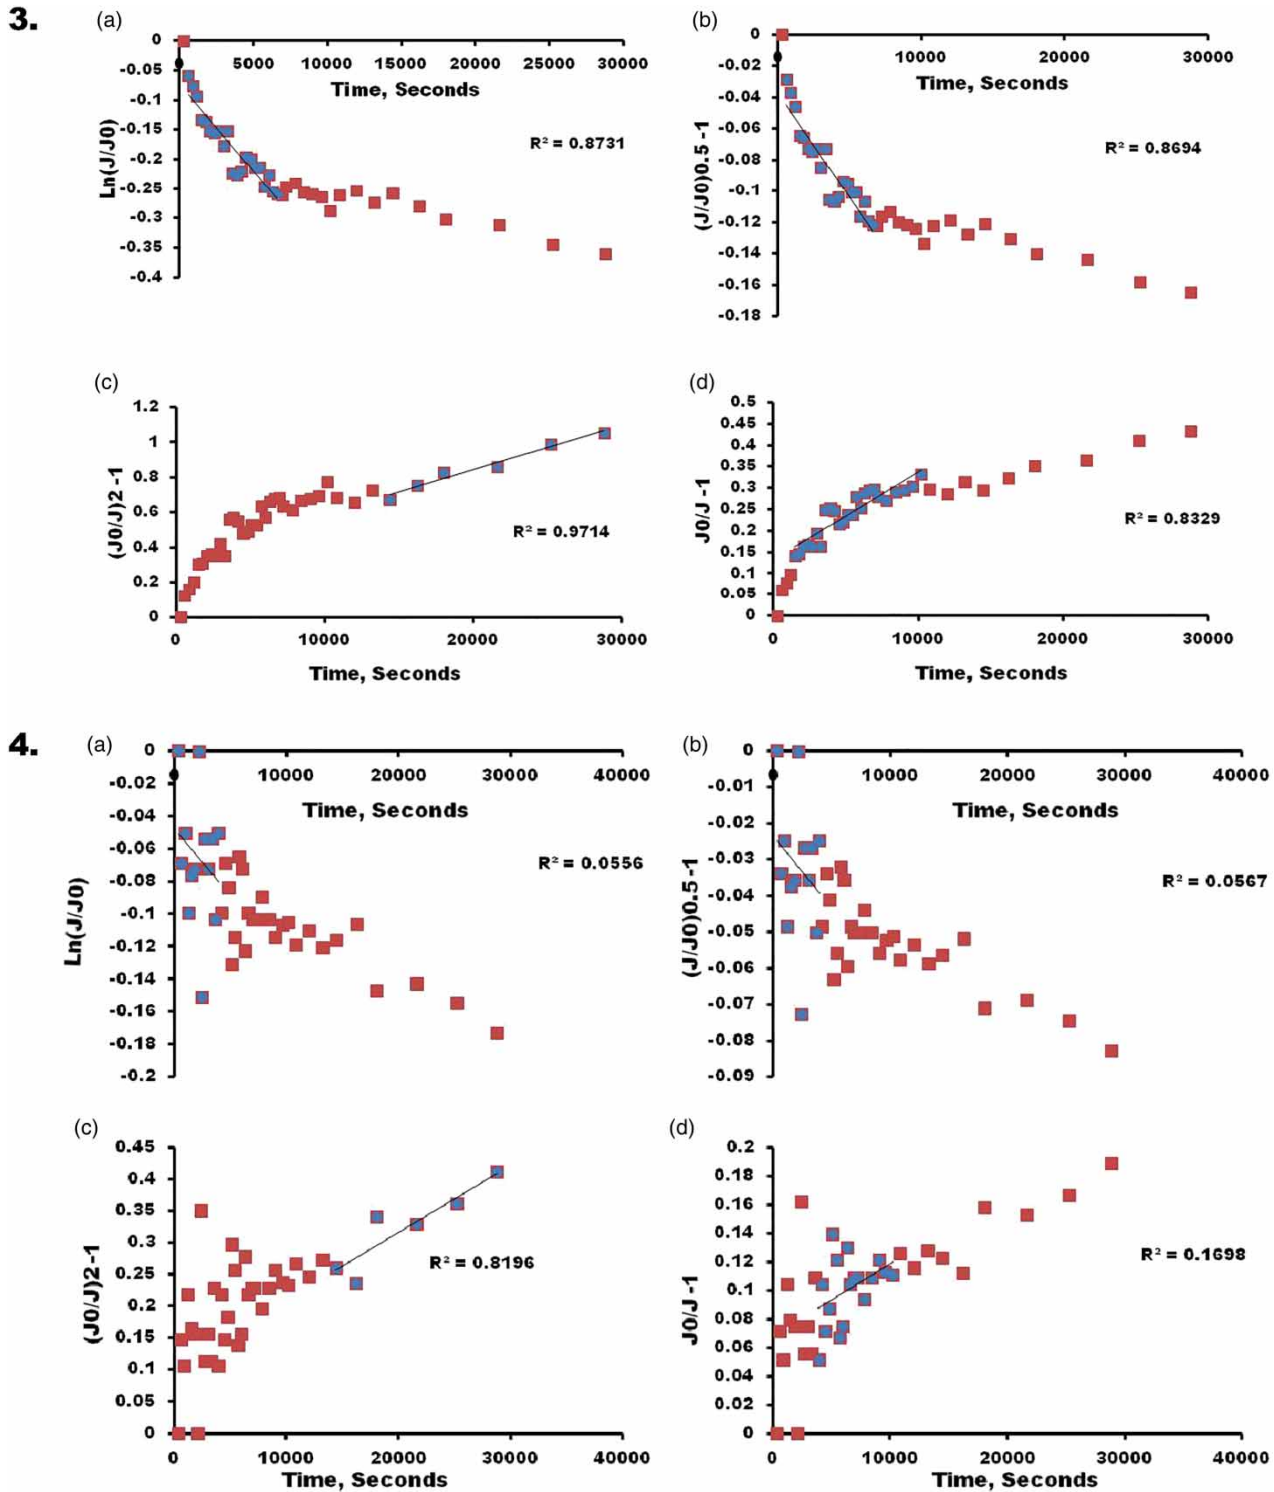 3.
(a)
0
-0.05
-0.1
-0.15
-0.2
-0.25
-0.3
-0.35
-0.4
Ln(J/J0)
0 5000 10000 15000 20000 25000 30000
Time, Seconds
R² = 0.8731
(b)
0
-0.02
-0.04
-0.06
-0.08
-0.1
-0.12
-0.14
-0.16
-0.18
(J/J0)0.5-1
0 10000 20000 30000
Time, Seconds
R² = 0.8694
(c)
1.2
1
0.8
0.6
0.4
0.2
0
(J0/J)2-1
R² = 0.9714
0 10000 20000 30000
Time, Seconds
(d)
0.5
0.45
0.4
0.35
0.3
0.25
0.2
0.15
0.1
0.05
0
J0/J -1
R² = 0.8329
0 10000 20000 30000
Time, Seconds
4.
(a)
0
-0.02
-0.04
-0.06
-0.08
-0.1
-0.12
-0.14
-0.16
-0.18
-0.2
Ln(J/J0)
0 10000 20000 30000 40000
Time, Seconds
R² = 0.0556
(b)
0
-0.01
-0.02
-0.03
-0.04
-0.05
-0.06
-0.07
-0.08
-0.09
(J/J0)0.5-1
0 10000 20000 30000 40000
Time, Seconds
R² = 0.0567
(c)
0.45
0.4
0.35
0.3
0.25
0.2
0.15
0.1
0.05
0
(J0/J)2-1
R² = 0.8196
0 10000 20000 30000 40000
Time, Seconds
(d)
0.2
0.18
0.16
0.14
0.12
0.1
0.08
0.06
0.04
0.02
0
J0/J -1
R² = 0.1698
0 10000 20000 30000 40000
Time, Seconds